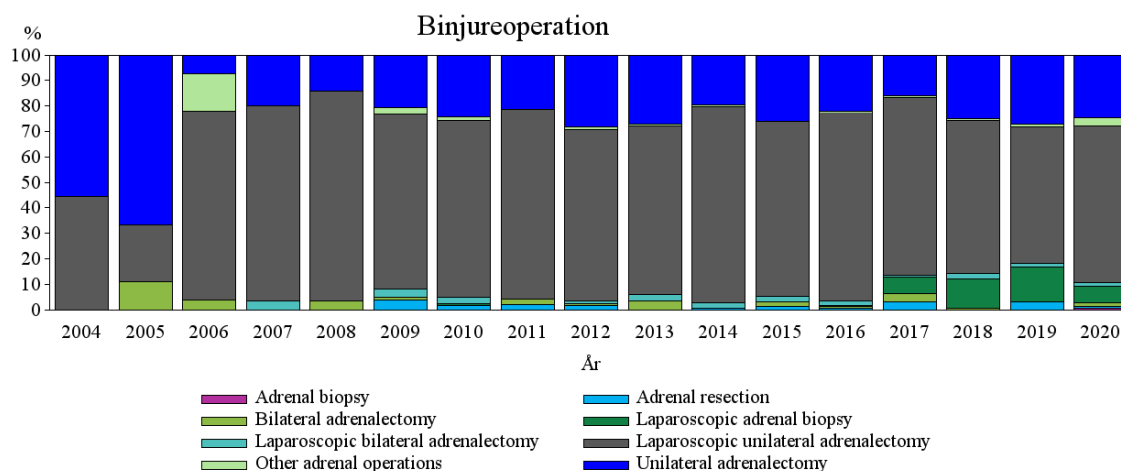 Binjureoperation
%
100
90
80
70
60
50
40
30
20
10
0
2004 2005 2006 2007 2008 2009 2010 2011 2012 2013 2014 2015 2016 2017 2018 2019 2020
År
Adrenal biopsy Adrenal resection
Bilateral adrenalectomy Laparoscopic adrenal biopsy
Laparoscopic bilateral adrenalectomy Laparoscopic unilateral adrenalectomy
Other adrenal operations Unilateral adrenalectomy